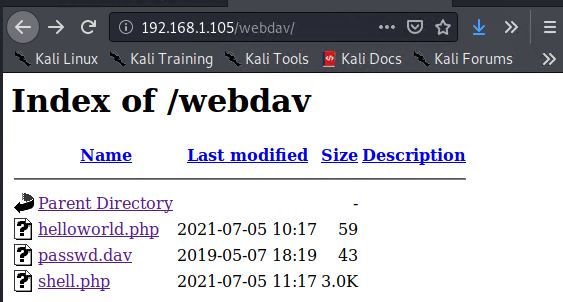 192.168.1.105/webdav/
Kali Linux Kali Training Kali Tools Kali Docs Kali Forums
Index of /webdav
Name Last modified Size Description
Parent Directory -
helloworld.php 2021-07-05 10:17 59
passwd.dav 2019-05-07 18:19 43
shell.php 2021-07-05 11:17 3.0K